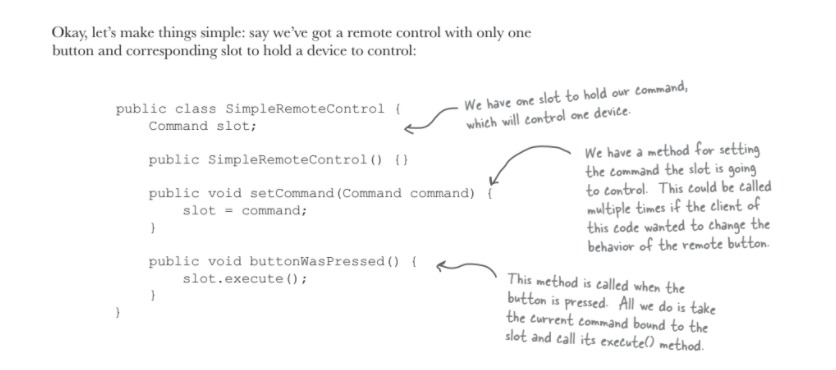 Okay, let's make things simple: say we've got a remote control with only one
button and corresponding slot to hold a device to control:
public class SimpleRemoteControl {
Command slot;
public SimpleRemoteControl() {}
public void setCommand(Command command) {
slot = command;
}
public void buttonWasPressed() {
slot.execute();
}
}
We have one slot to hold our command,
which will control one device.
We have a method for setting
the command the slot is going
to control. This could be called
multiple times if the client of
this code wanted to change the
behavior of the remote button.
This method is called when the
button is pressed. All we do is take
the current command bound to the
slot and call its execute() method.